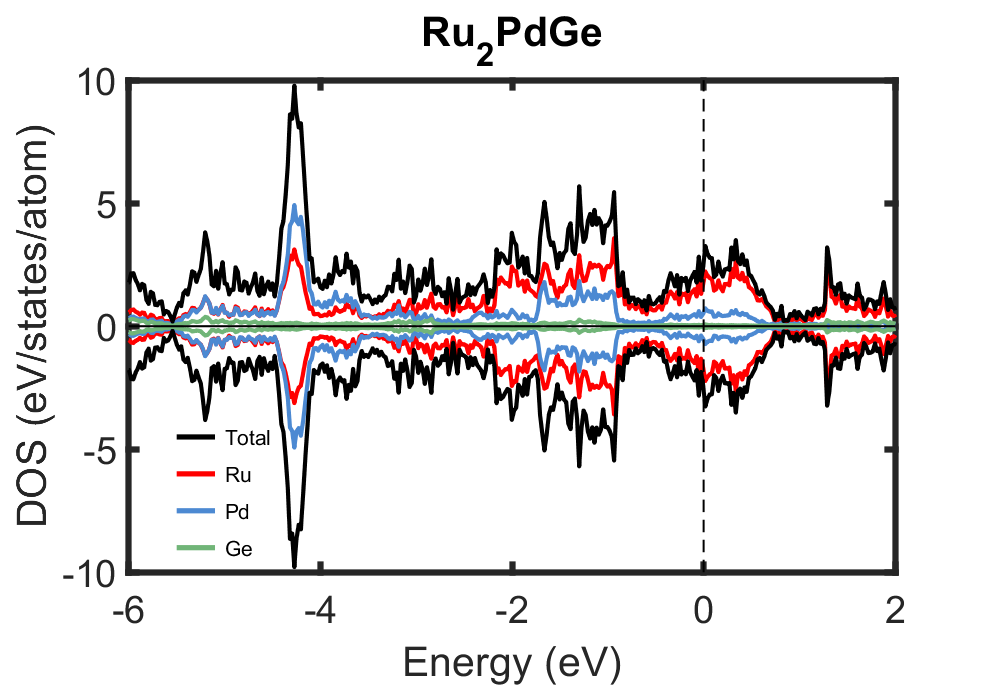 Ru2PdGe
DOS (eV/states/atom)
10
5
0
-5
-10
Total
Ru
Pd
Ge
-6
-4
-2
0
2
Energy (eV)